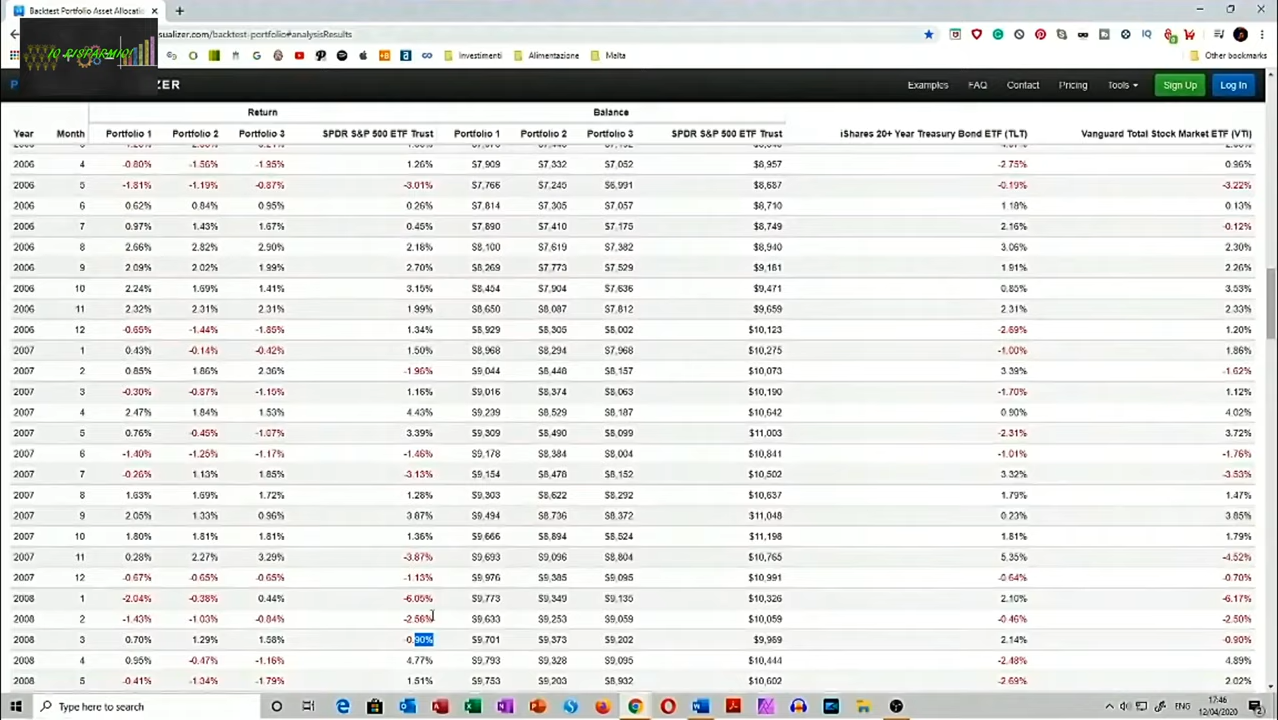 Backtest Portfolio Asset Allocatio
IO RISPARMIO!
sualizer.com/backtest-portfolio#analysisResults
Investimenti Alimentazione Malta Other bookmarks
P ZER Examples FAQ Contact Pricing Tools Sign Up Log In
Return Balance
Year Month Portfolio 1 Portfolio 2 Portfolio 3 SPDR S&P 500 ETF Trust Portfolio 1 Portfolio 2 Portfolio 3 SPDR S&P 500 ETF Trust iShares 20+ Year Treasury Bond ETF (TLT) Vanguard Total Stock Market ETF (VTI)
2006 4 -0.80% -1.56% -1.95% 1.26% $7,909 $7,332 $7,052 $8,957 -2.75% 0.96%
2006 5 -1.81% -1.19% -0.87% -3.01% $7,766 $7,245 $6,991 $8,687 -0.19% -3.22%
2006 6 0.62% 0.84% 0.95% 0.26% $7,814 $7,305 $7,057 $8,710 1.18% 0.13%
2006 7 0.97% 1.43% 1.67% 0.45% $7,890 $7,410 $7,175 $8,749 2.16% -0.12%
2006 8 2.66% 2.82% 2.90% 2.18% $8,100 $7,619 $7,382 $8,940 3.06% 2.30%
2006 9 2.09% 2.02% 1.99% 2.70% $8,269 $7,773 $7,529 $9,181 1.91% 2.26%
2006 10 2.24% 1.69% 1.41% 3.15% $8,454 $7,904 $7,636 $9,471 0.85% 3.53%
2006 11 2.32% 2.31% 2.31% 1.99% $8,650 $8,087 $7,812 $9,659 2.31% 2.33%
2006 12 -0.65% -1.44% -1.85% 1.34% $8,929 $8,305 $8,002 $10,123 -2.69% 1.20%
2007 1 0.43% -0.14% -0.42% 1.50% $8,968 $8,294 $7,968 $10,275 -1.00% 1.86%
2007 2 0.85% 1.86% 2.36% -1.96% $9,044 $8,448 $8,157 $10,073 3.39% -1.62%
2007 3 -0.30% -0.87% -1.15% 1.16% $9,016 $8,374 $8,063 $10,190 -1.70% 1.12%
2007 4 2.47% 1.84% 1.53% 4.43% $9,239 $8,529 $8,187 $10,642 0.90% 4.02%
2007 5 0.76% -0.45% -1.07% 3.39% $9,309 $8,490 $8,099 $11,003 -2.31% 3.72%
2007 6 -1.40% -1.25% -1.17% -1.46% $9,178 $8,384 $8,004 $10,841 -1.01% -1.76%
2007 7 -0.26% 1.13% 1.85% -3.13% $9,154 $8,478 $8,152 $10,502 3.32% -3.53%
2007 8 1.63% 1.69% 1.72% 1.28% $9,303 $8,622 $8,292 $10,637 1.79% 1.47%
2007 9 2.05% 1.33% 0.96% 3.87% $9,494 $8,736 $8,372 $11,048 0.23% 3.85%
2007 10 1.80% 1.81% 1.81% 1.36% $9,666 $8,894 $8,524 $11,198 1.81% 1.79%
2007 11 0.28% 2.27% 3.29% -3.87% $9,693 $9,096 $8,804 $10,765 5.35% -4.52%
2007 12 -0.67% -0.65% -0.65% -1.13% $9,976 $9,385 $9,095 $10,991 -0.64% -0.70%
2008 1 -2.04% -0.38% 0.44% -6.05% $9,773 $9,349 $9,135 $10,326 2.10% -6.17%
2008 2 -1.43% -1.03% -0.84% -2.58% $9,633 $9,253 $9,059 $10,059 -0.46% -2.50%
2008 3 0.70% 1.29% 1.58% -0.90% $9,701 $9,373 $9,202 $9,969 2.14% -0.90%
2008 4 0.95% -0.47% -1.16% 4.77% $9,793 $9,328 $9,095 $10,444 -2.48% 4.89%
2008 5 -0.41% -1.34% -1.79% 1.51% $9,753 $9,203 $8,932 $10,602 -2.69% 2.02%
Type here to search ENG 17:46
12/04/2020